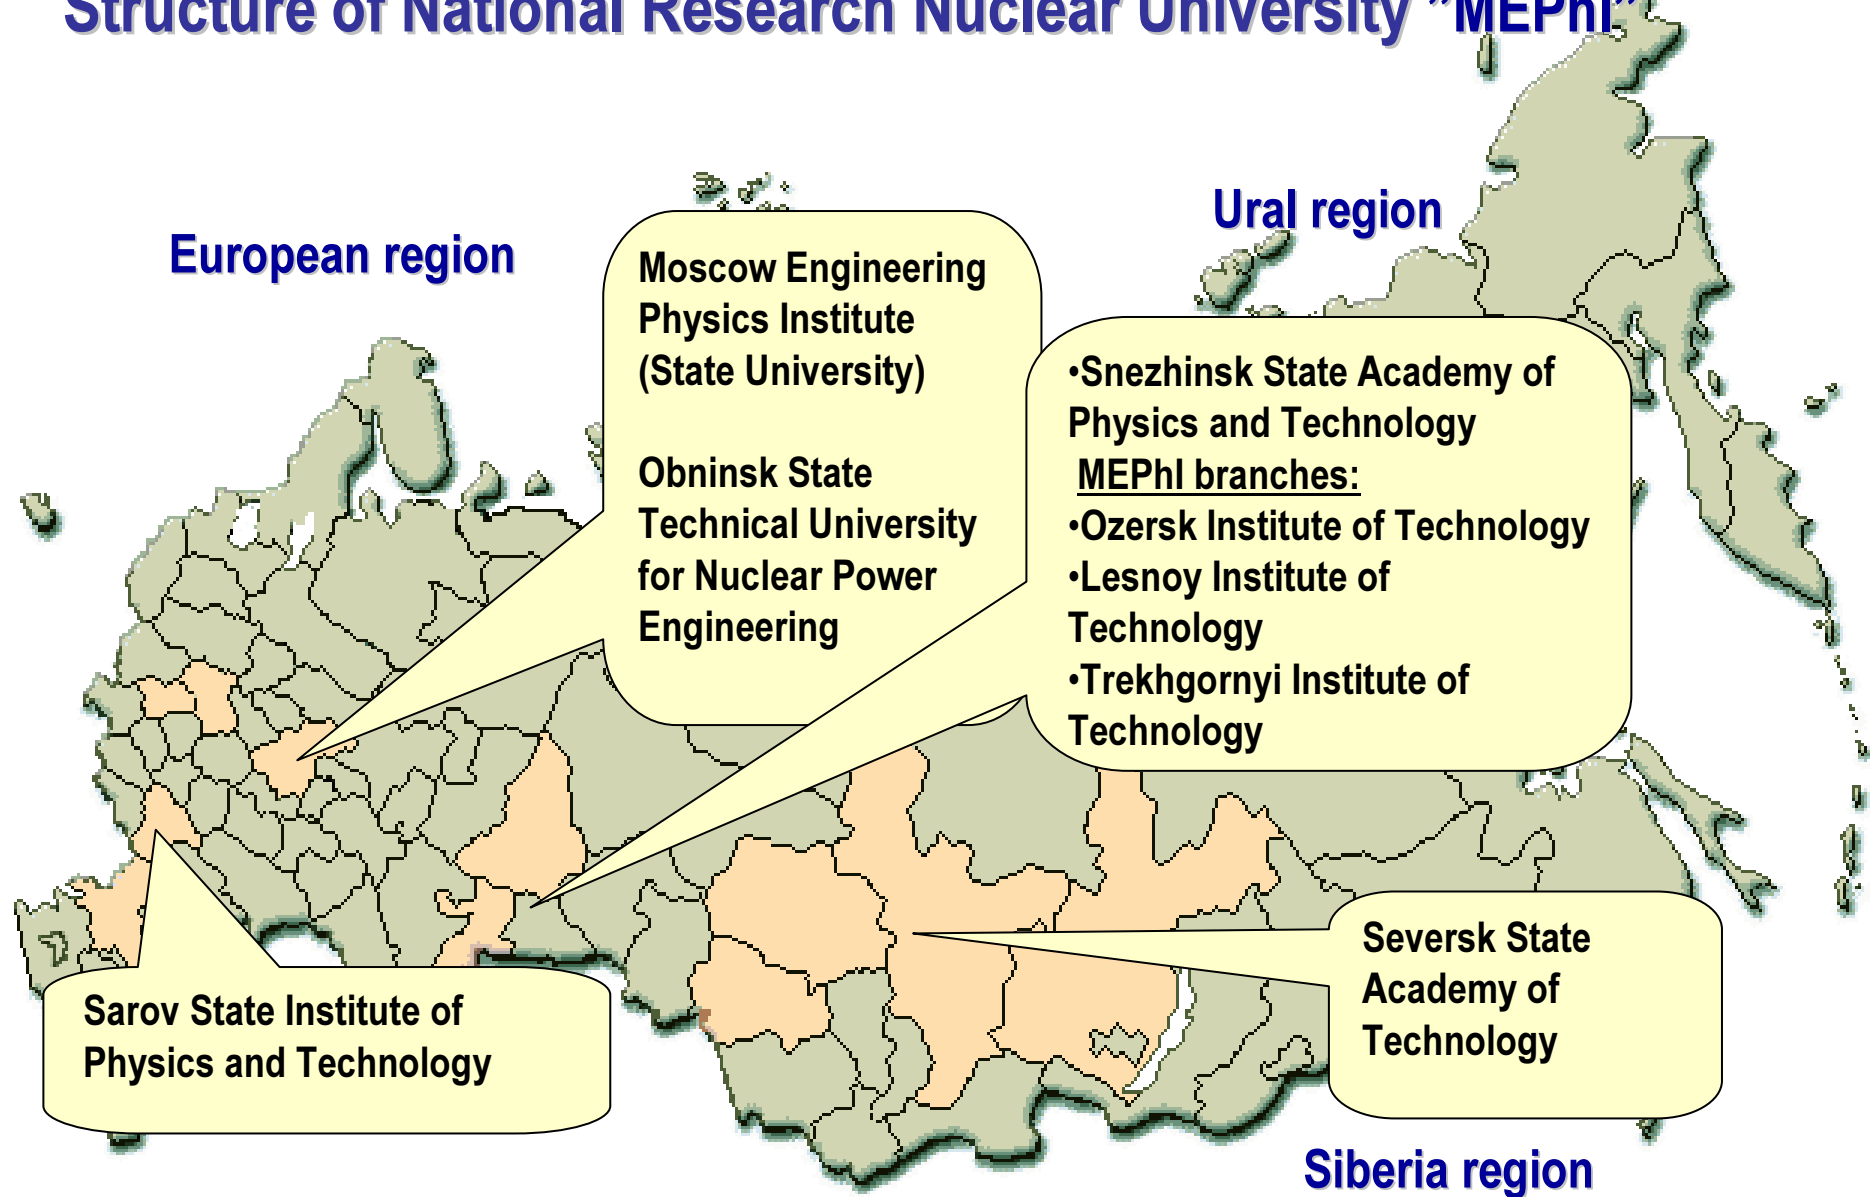 Structure of National Research Nuclear University ”MEPhI”
European region
Ural region
Moscow Engineering
Physics Institute
(State University)
Obninsk State
Technical University
for Nuclear Power
Engineering
•Snezhinsk State Academy of
Physics and Technology
MEPhI branches:
•Ozersk Institute of Technology
•Lesnoy Institute of
Technology
•Trekhgornyi Institute of
Technology
Sarov State Institute of
Physics and Technology
Seversk State
Academy of
Technology
Siberia region